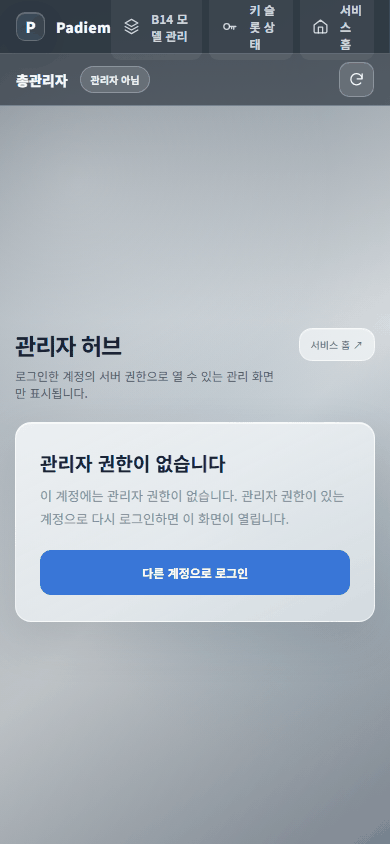 P Padiem
B14 모
델 관리
키 슬
롯 상
태
서비
스
홈
총관리자
관리자 아님
관리자 허브
서비스 홈 ↗
로그인한 계정의 서버 권한으로 열 수 있는 관리 화면
만 표시됩니다.
관리자 권한이 없습니다
이 계정에는 관리자 권한이 없습니다. 관리자 권한이 있는
계정으로 다시 로그인하면 이 화면이 열립니다.
다른 계정으로 로그인